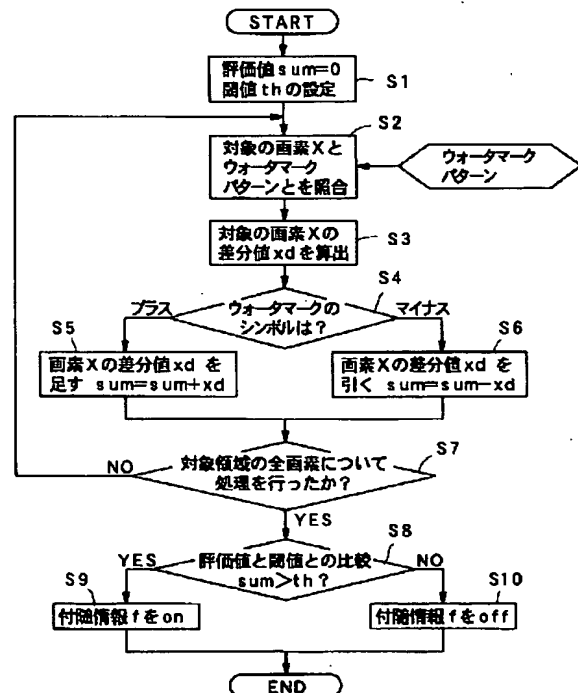 START
評価値sum=0
閾値thの設定
S1
S2
対象の画素Xと
ウォータマーク
パターンとを照合
ウォータマーク
パターン
対象の画素Xの
差分値xdを算出
S3
S4
ウォータマークの
シンボルは?
プラス
マイナス
S5
画素Xの差分値xd を
足す sum=sum+xd
S6
画素Xの差分値xd を
引く sum=sum−xd
S7
対象領域の全画素について
処理を行ったか?
NO
YES
S8
評価値と閾値との比較
sum>th?
YES
NO
S9
付随情報fをon
S10
付随情報fをoff
END